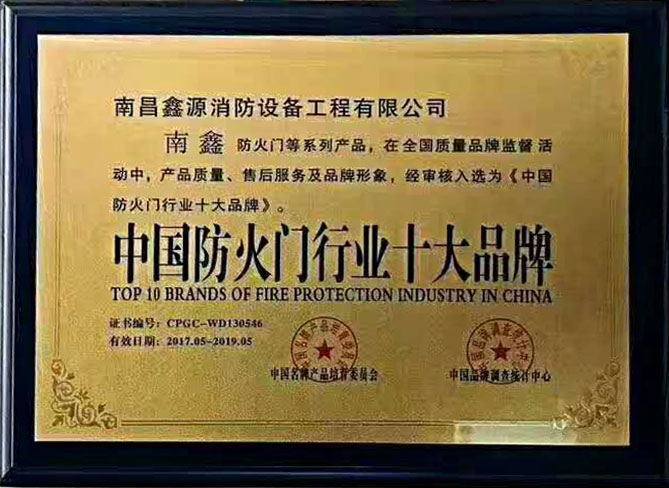 南昌鑫源消防设备工程有限公司
南鑫 防火门等系列产品，在全国质量品牌监督活
动中，产品质量、售后服务及品牌形象，经审核入选为《中国
防火门行业十大品牌》。
中国防火门行业十大品牌
TOP 10 BRANDS OF FIRE PROTECTION INDUSTRY IN CHINA
证书编号：CPGC-WD130546
有效日期：2017.05-2019.05
中国名牌产品培育委员会
中国品牌调查统计中心